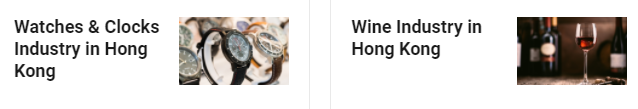 Watches & Clocks
Industry in Hong
Kong
Wine Industry in
Hong Kong